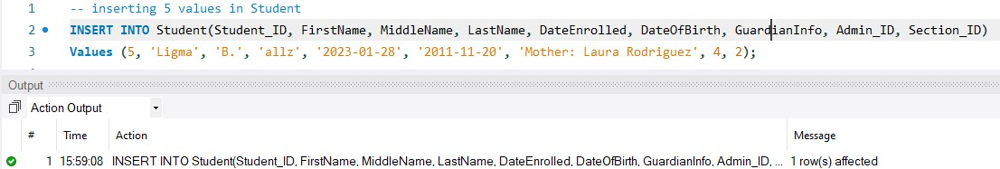 1 -- inserting 5 values in Student
2 INSERT INTO Student(Student_ID, FirstName, MiddleName, LastName, DateEnrolled, DateOfBirth, GuardianInfo, Admin_ID, Section_ID)
3 Values (5, 'Ligma', 'B.', 'allz', '2023-01-28', '2011-11-20', 'Mother: Laura Rodriguez', 4, 2);
Output
Action Output
# Time Action Message
1 15:59:08 INSERT INTO Student(Student_ID, FirstName, MiddleName, LastName, DateEnrolled, DateOfBirth, GuardianInfo, Admin_ID, ... 1 row(s) affected